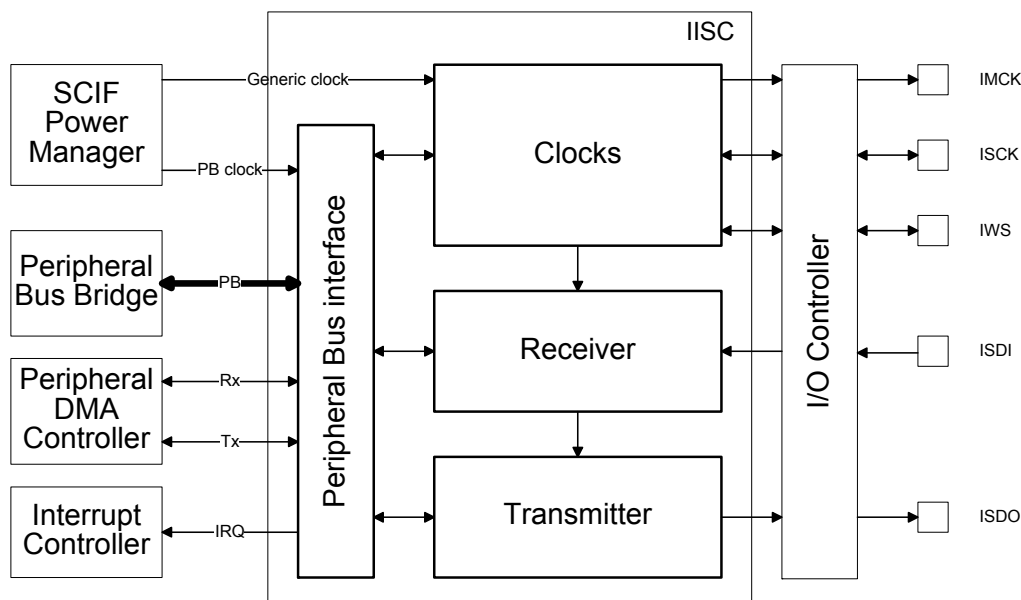 IISC
SCIF
Power
Manager
Generic clock
PB clock
Clocks
IMCK
ISCK
IWS
Peripheral
Bus Bridge
PB
Peripheral Bus interface
Receiver
I/O Controller
ISDI
Peripheral
DMA
Controller
Rx
Tx
Transmitter
ISDO
Interrupt
Controller
IRQ